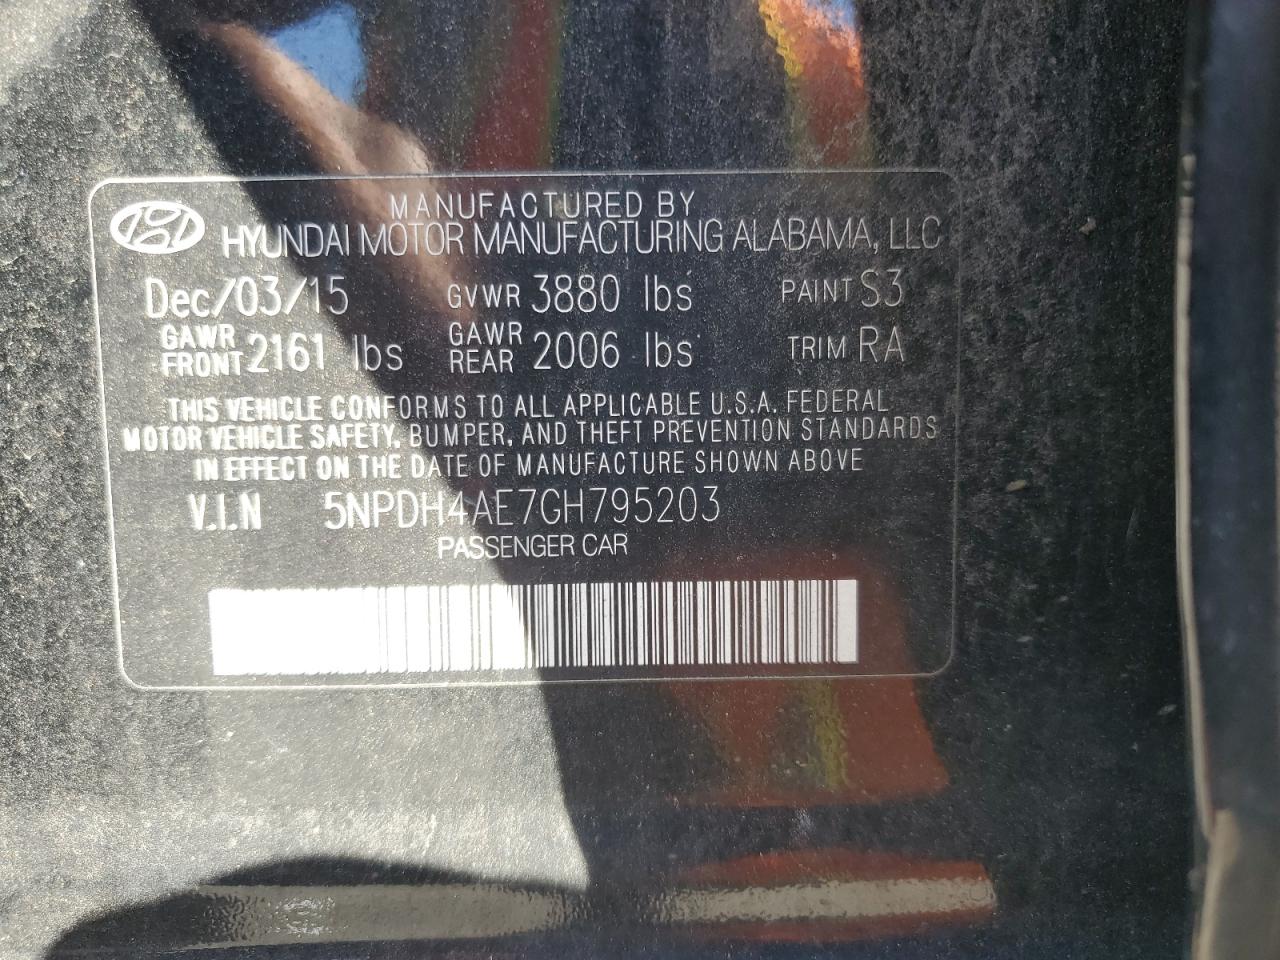 MANUFACTURED BY
HYUNDAI MOTOR MANUFACTURING ALABAMA, LLC
Dec/03/15 GVWR 3880 lbs PAINT S3
GAWR FRONT 2161 lbs GAWR REAR 2006 lbs TRIM RA
THIS VEHICLE CONFORMS TO ALL APPLICABLE U.S.A. FEDERAL
MOTOR VEHICLE SAFETY, BUMPER, AND THEFT PREVENTION STANDARDS
IN EFFECT ON THE DATE OF MANUFACTURE SHOWN ABOVE
V.I.N 5NPDH4AE7GH795203
PASSENGER CAR